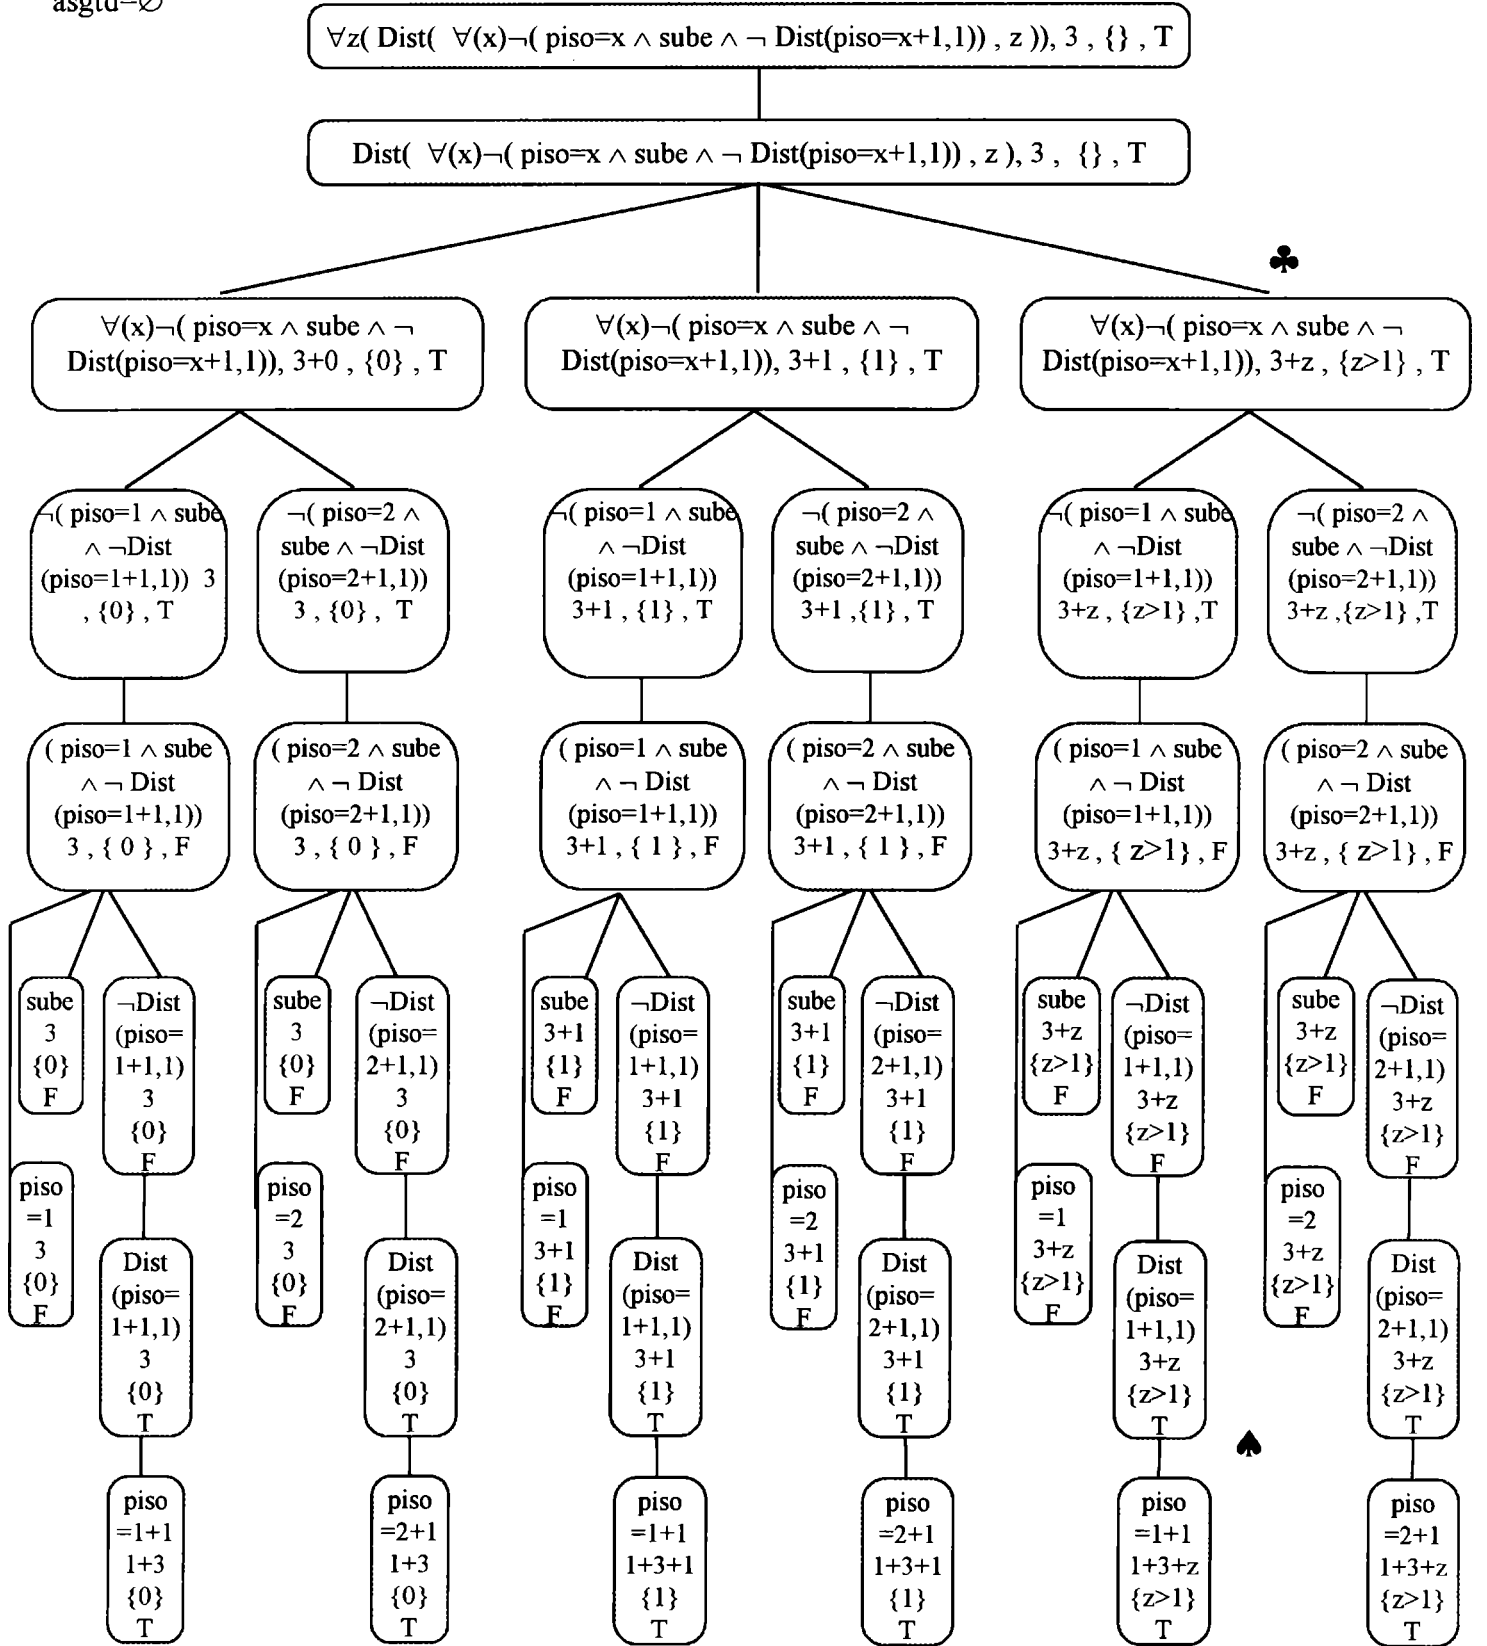 asgtd=∅
∀z( Dist( ∀(x)¬( piso=x ∧ sube ∧ ¬ Dist(piso=x+1,1)) , z )), 3 , {} , T
Dist( ∀(x)¬( piso=x ∧ sube ∧ ¬ Dist(piso=x+1,1)) , z ), 3 , {} , T
♣
∀(x)¬( piso=x ∧ sube ∧ ¬
Dist(piso=x+1,1)), 3+0 , {0} , T
∀(x)¬( piso=x ∧ sube ∧ ¬
Dist(piso=x+1,1)), 3+1 , {1} , T
∀(x)¬( piso=x ∧ sube ∧ ¬
Dist(piso=x+1,1)), 3+z , {z>1} , T
¬( piso=1 ∧ sube
∧ ¬Dist
(piso=1+1,1)) 3
, {0} , T
¬( piso=2 ∧
sube ∧ ¬Dist
(piso=2+1,1))
3 , {0} , T
¬( piso=1 ∧ sube
∧ ¬Dist
(piso=1+1,1))
3+1 , {1} , T
¬( piso=2 ∧
sube ∧ ¬Dist
(piso=2+1,1))
3+1 ,{1} , T
¬( piso=1 ∧ sube
∧ ¬Dist
(piso=1+1,1))
3+z , {z>1} ,T
¬( piso=2 ∧
sube ∧ ¬Dist
(piso=2+1,1))
3+z ,{z>1} ,T
( piso=1 ∧ sube
∧ ¬ Dist
(piso=1+1,1))
3 , { 0 } , F
( piso=2 ∧ sube
∧ ¬ Dist
(piso=2+1,1))
3 , { 0 } , F
( piso=1 ∧ sube
∧ ¬ Dist
(piso=1+1,1))
3+1 , { 1 } , F
( piso=2 ∧ sube
∧ ¬ Dist
(piso=2+1,1))
3+1 , { 1 } , F
( piso=1 ∧ sube
∧ ¬ Dist
(piso=1+1,1))
3+z , { z>1} , F
( piso=2 ∧ sube
∧ ¬ Dist
(piso=2+1,1))
3+z , { z>1} , F
sube
3
{0}
F
¬Dist
(piso=
1+1,1)
3
{0}
F
sube
3
{0}
F
¬Dist
(piso=
2+1,1)
3
{0}
F
sube
3+1
{1}
F
¬Dist
(piso=
1+1,1)
3+1
{1}
F
sube
3+1
{1}
F
¬Dist
(piso=
2+1,1)
3+1
{1}
F
sube
3+z
{z>1}
F
¬Dist
(piso=
1+1,1)
3+z
{z>1}
F
sube
3+z
{z>1}
F
¬Dist
(piso=
2+1,1)
3+z
{z>1}
F
piso
=1
3
{0}
F
Dist
(piso=
1+1,1)
3
{0}
T
piso
=2
3
{0}
F
Dist
(piso=
2+1,1)
3
{0}
T
piso
=1
3+1
{1}
F
Dist
(piso=
1+1,1)
3+1
{1}
T
piso
=2
3+1
{1}
F
Dist
(piso=
2+1,1)
3+1
{1}
T
piso
=1
3+z
{z>1}
F
Dist
(piso=
1+1,1)
3+z
{z>1}
T
piso
=2
3+z
{z>1}
F
Dist
(piso=
2+1,1)
3+z
{z>1}
T
♠
piso
=1+1
1+3
{0}
T
piso
=2+1
1+3
{0}
T
piso
=1+1
1+3+1
{1}
T
piso
=2+1
1+3+1
{1}
T
piso
=1+1
1+3+z
{z>1}
T
piso
=2+1
1+3+z
{z>1}
T